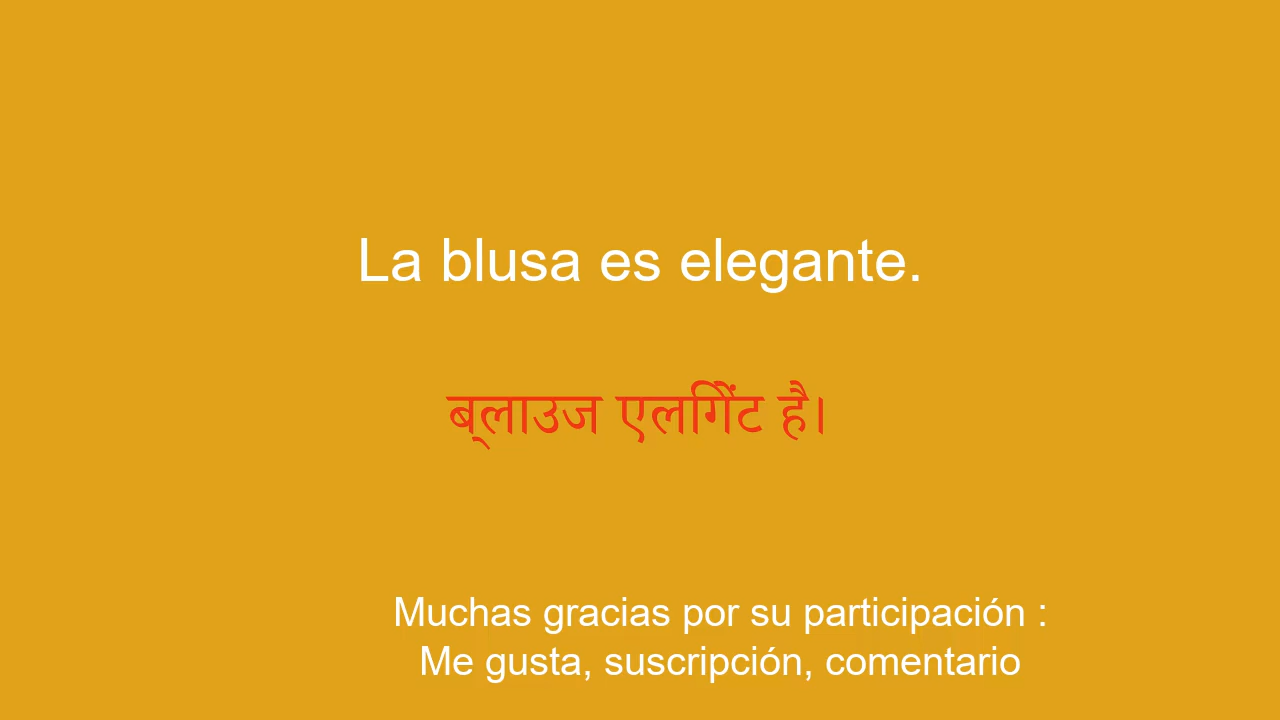 La blusa es elegante.
ब्लाउज एलगिेंट है।
Muchas gracias por su participación :
Me gusta, suscripción, comentario